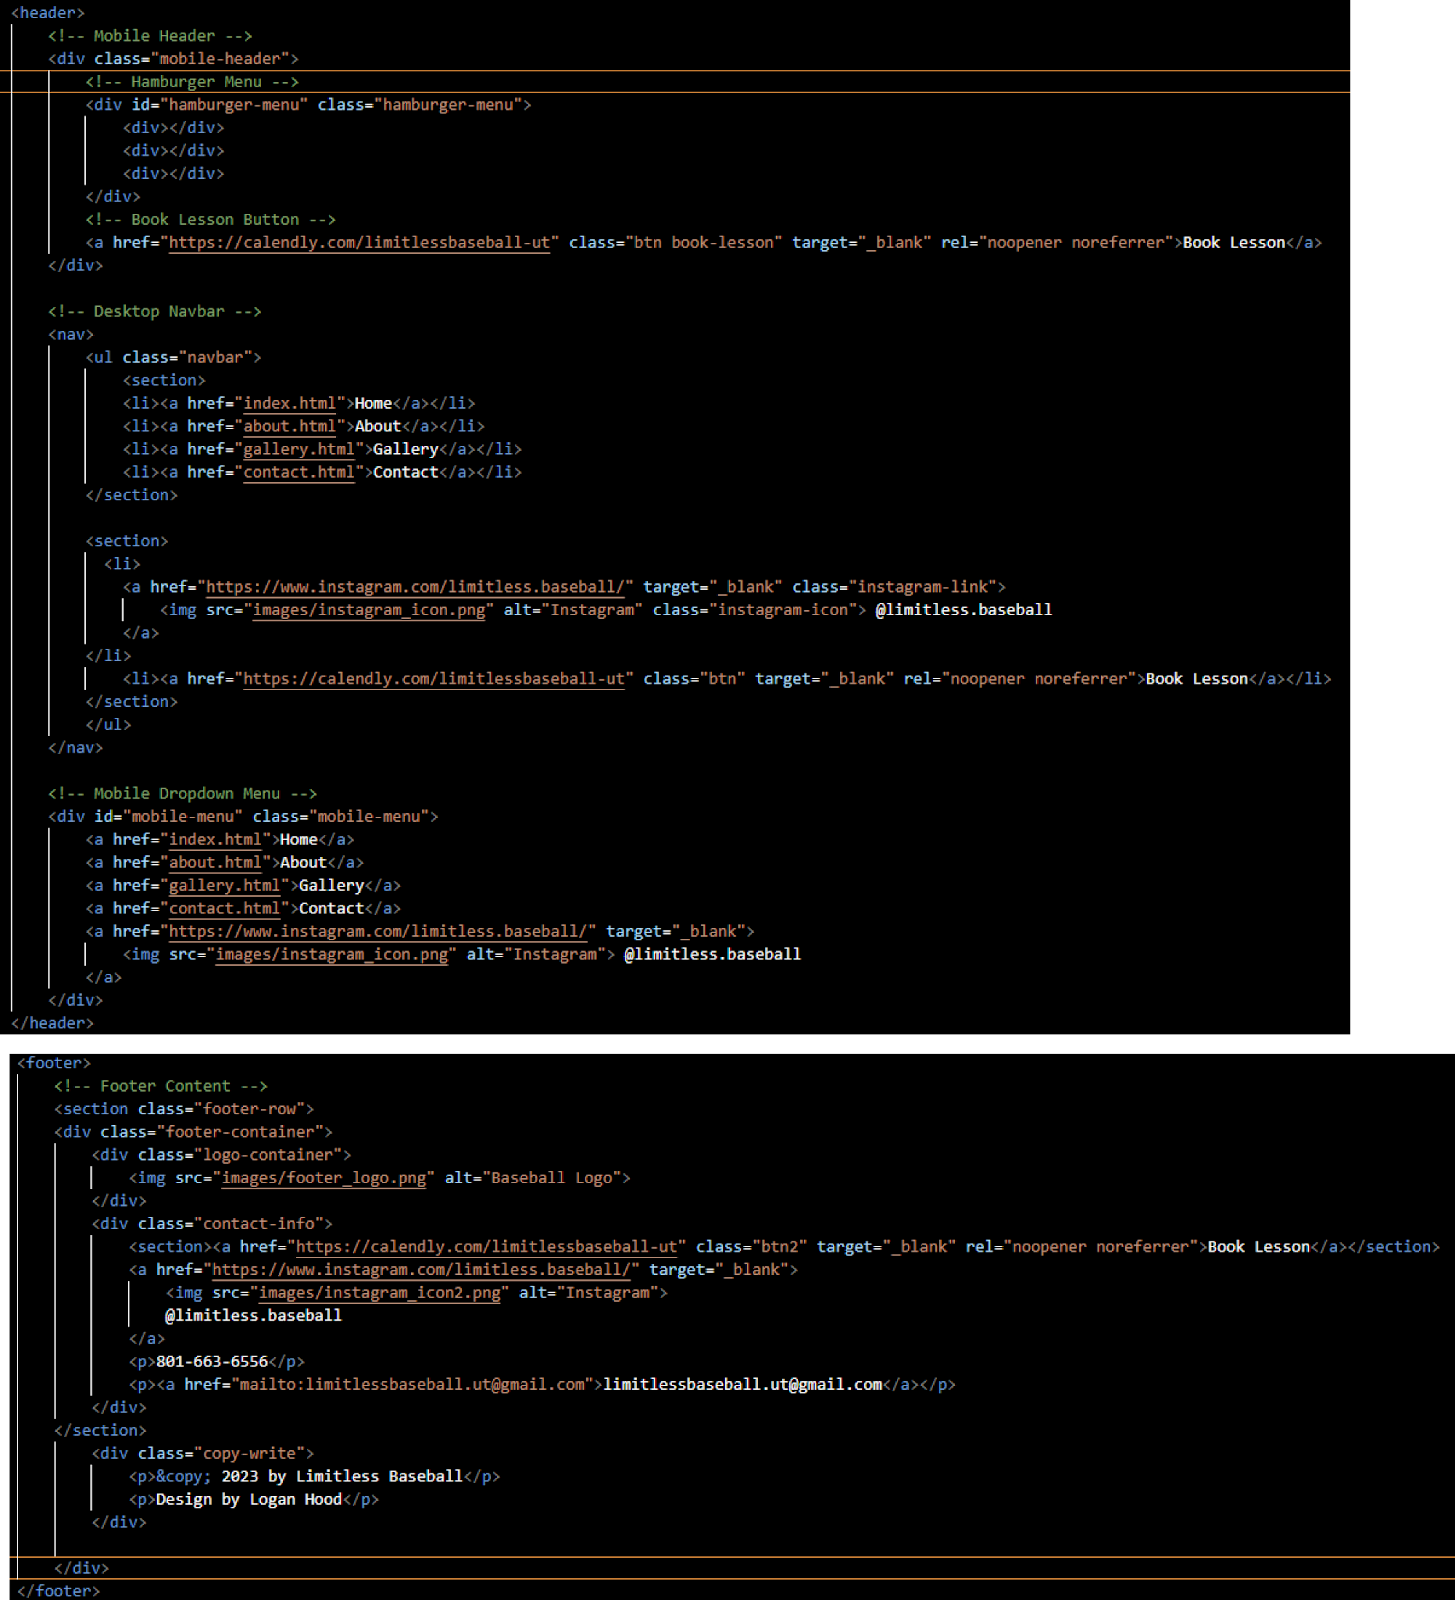 <header>
<!-- Mobile Header -->
<div class="mobile-header">
<!-- Hamburger Menu -->
<div id="hamburger-menu" class="hamburger-menu">
<div></div>
<div></div>
<div></div>
</div>
<!-- Book Lesson Button -->
<a href="https://calendly.com/limitlessbaseball-ut" class="btn book-lesson" target="_blank" rel="noopener noreferrer">Book Lesson</a>
</div>
<!-- Desktop Navbar -->
<nav>
<ul class="navbar">
<section>
<li><a href="index.html">Home</a></li>
<li><a href="about.html">About</a></li>
<li><a href="gallery.html">Gallery</a></li>
<li><a href="contact.html">Contact</a></li>
</section>
<section>
<li>
<a href="https://www.instagram.com/limitless.baseball/" target="_blank" class="instagram-link">
<img src="images/instagram_icon.png" alt="Instagram" class="instagram-icon"> @limitless.baseball
</a>
</li>
<li><a href="https://calendly.com/limitlessbaseball-ut" class="btn" target="_blank" rel="noopener noreferrer">Book Lesson</a></li>
</section>
</ul>
</nav>
<!-- Mobile Dropdown Menu -->
<div id="mobile-menu" class="mobile-menu">
<a href="index.html">Home</a>
<a href="about.html">About</a>
<a href="gallery.html">Gallery</a>
<a href="contact.html">Contact</a>
<a href="https://www.instagram.com/limitless.baseball/" target="_blank">
<img src="images/instagram_icon.png" alt="Instagram"> @limitless.baseball
</a>
</div>
</header>
<footer>
<!-- Footer Content -->
<section class="footer-row">
<div class="footer-container">
<div class="logo-container">
<img src="images/footer_logo.png" alt="Baseball Logo">
</div>
<div class="contact-info">
<section><a href="https://calendly.com/limitlessbaseball-ut" class="btn2" target="_blank" rel="noopener noreferrer">Book Lesson</a></section>
<a href="https://www.instagram.com/limitless.baseball/" target="_blank">
<img src="images/instagram_icon2.png" alt="Instagram">
@limitless.baseball
</a>
<p>801-663-6556</p>
<p><a href="mailto:limitlessbaseball.ut@gmail.com">limitlessbaseball.ut@gmail.com</a></p>
</div>
</section>
<div class="copy-write">
<p>&copy; 2023 by Limitless Baseball</p>
<p>Design by Logan Hood</p>
</div>
</div>
</footer>